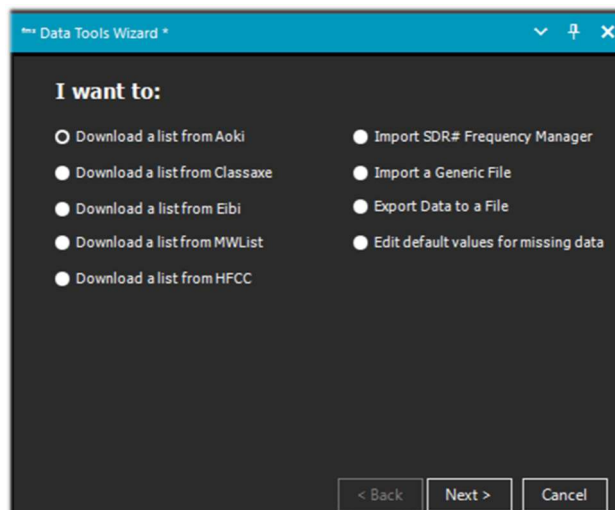 Data Tools Wizard *
I want to:
Download a list from Aoki
Download a list from Classaxe
Download a list from Eibi
Download a list from MWList
Download a list from HFCC
Import SDR# Frequency Manager
Import a Generic File
Export Data to a File
Edit default values for missing data
< Back
Next >
Cancel